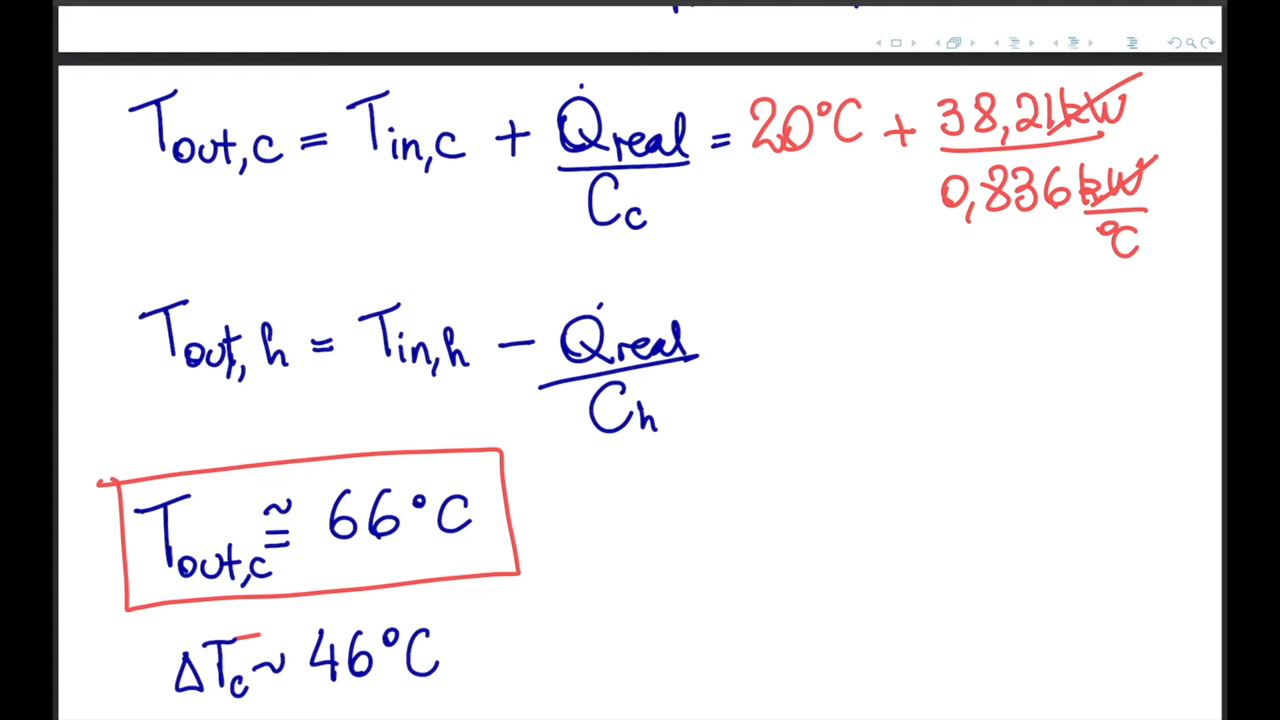 T_out,c = T_in,c + Q̇_real / C_c = 20°C + 38,21 kW / 0,836 kW/°C
T_out,h = T_in,h − Q̇_real / C_h
T_out,c ≅ 66°C
ΔT_c ~ 46°C